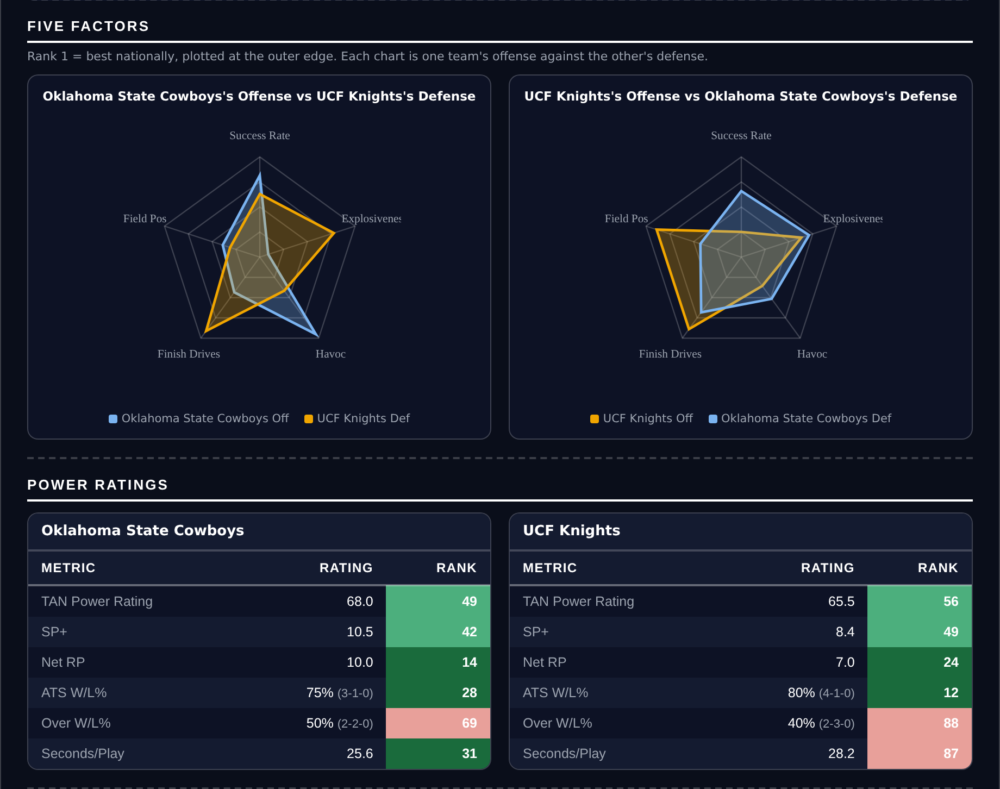 FIVE FACTORS
Rank 1 = best nationally, plotted at the outer edge. Each chart is one team's offense against the other's defense.
Oklahoma State Cowboys's Offense vs UCF Knights's Defense
Success Rate
Field Pos
Explosivenes
Finish Drives
Havoc
Oklahoma State Cowboys Off
UCF Knights Def
UCF Knights's Offense vs Oklahoma State Cowboys's Defense
Success Rate
Field Pos
Explosivenes
Finish Drives
Havoc
UCF Knights Off
Oklahoma State Cowboys Def
POWER RATINGS
Oklahoma State Cowboys
METRIC RATING RANK
TAN Power Rating 68.0 49
SP+ 10.5 42
Net RP 10.0 14
ATS W/L% 75% (3-1-0) 28
Over W/L% 50% (2-2-0) 69
Seconds/Play 25.6 31
UCF Knights
METRIC RATING RANK
TAN Power Rating 65.5 56
SP+ 8.4 49
Net RP 7.0 24
ATS W/L% 80% (4-1-0) 12
Over W/L% 40% (2-3-0) 88
Seconds/Play 28.2 87